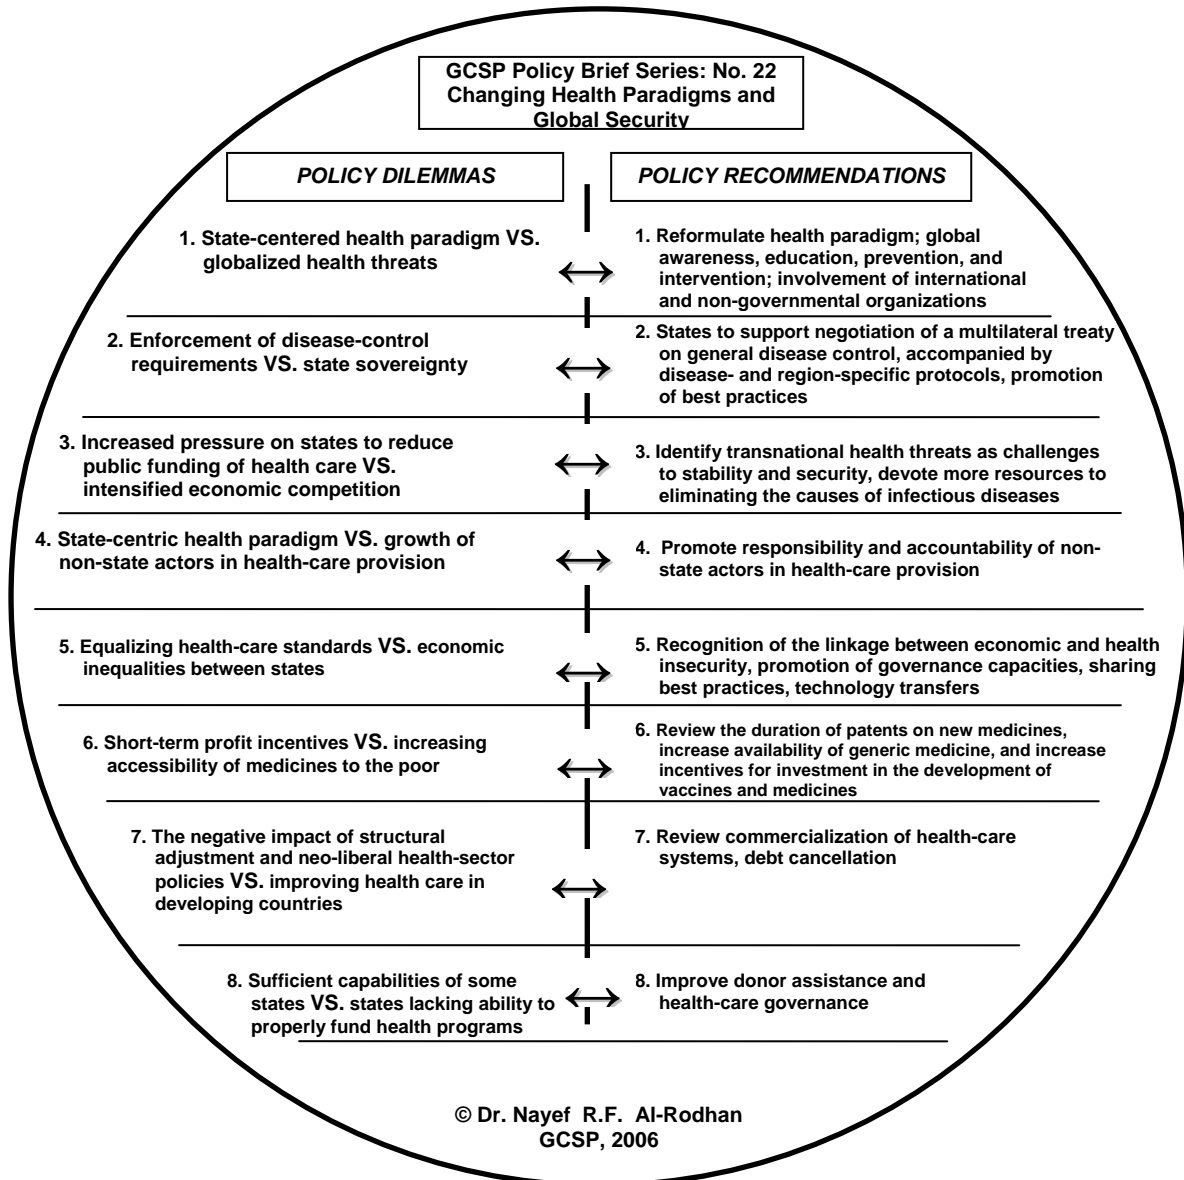 GCSP Policy Brief Series: No. 22
Changing Health Paradigms and
Global Security
POLICY DILEMMAS
POLICY RECOMMENDATIONS
1. State-centered health paradigm VS.
globalized health threats
1. Reformulate health paradigm; global
awareness, education, prevention, and
intervention; involvement of international
and non-governmental organizations
2. Enforcement of disease-control
requirements VS. state sovereignty
2. States to support negotiation of a multilateral treaty
on general disease control, accompanied by
disease- and region-specific protocols, promotion
of best practices
3. Increased pressure on states to reduce
public funding of health care VS.
intensified economic competition
3. Identify transnational health threats as challenges
to stability and security, devote more resources to
eliminating the causes of infectious diseases
4. State-centric health paradigm VS. growth of
non-state actors in health-care provision
4. Promote responsibility and accountability of non-
state actors in health-care provision
5. Equalizing health-care standards VS. economic
inequalities between states
5. Recognition of the linkage between economic and health
insecurity, promotion of governance capacities, sharing
best practices, technology transfers
6. Short-term profit incentives VS. increasing
accessibility of medicines to the poor
6. Review the duration of patents on new medicines,
increase availability of generic medicine, and increase
incentives for investment in the development of
vaccines and medicines
7. The negative impact of structural
adjustment and neo-liberal health-sector
policies VS. improving health care in
developing countries
7. Review commercialization of health-care
systems, debt cancellation
8. Sufficient capabilities of some
states VS. states lacking ability to
properly fund health programs
8. Improve donor assistance and
health-care governance
© Dr. Nayef R.F. Al-Rodhan
GCSP, 2006